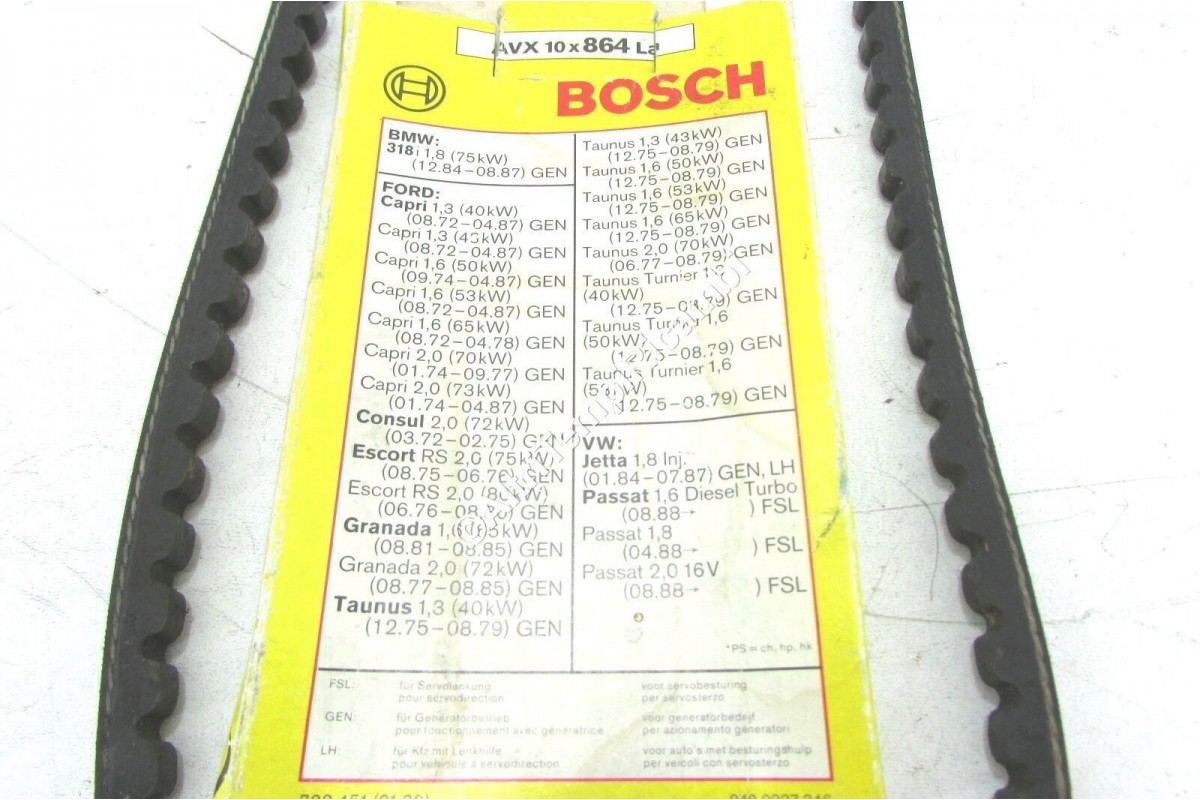 AVX 10 x 864 La
BOSCH
BMW:
318i 1,8 (75kW)
(12.84-08.87) GEN
FORD:
Capri 1,3 (40kW)
(08.72-04.87) GEN
Capri 1,3 (43kW)
(08.72-04.87) GEN
Capri 1,6 (50kW)
(09.74-04.87) GEN
Capri 1,6 (53kW)
(08.72-04.87) GEN
Capri 1,6 (65kW)
(08.72-04.78) GEN
Capri 2,0 (70kW)
(01.74-09.77) GEN
Capri 2,0 (73kW)
(01.74-04.87) GEN
Consul 2,0 (72kW)
(03.72-02.75) GEN
Escort RS 2,0 (75kW)
(08.75-06.76) GEN
Escort RS 2,0
(06.76- GEN
Granada
(08.81-08.85) GEN
Granada 2,0 (72kW)
(08.77-08.85) GEN
Taunus 1,3 (40kW)
(12.75-08.79) GEN
Taunus 1,3 (43kW)
(12.75-08.79) GEN
Taunus 1,6 (50kW)
(12.75-08.79) GEN
Taunus 1,6 (53kW)
(12.75-08.79) GEN
Taunus 1,6 (65kW)
(12.75-08.79) GEN
Taunus 2,0 (70kW)
(06.77-08.79) GEN
Taunus Turnier
(40kW)
(12.75-08.79) GEN
Taunus Turnier 1,6
(50kW)
(12.75-08.79) GEN
Taunus Turnier 1,6
(53kW)
(12.75-08.79) GEN
VW:
Jetta 1,8 Inj.
(01.84-07.87) GEN, LH
Passat 1,6 Diesel Turbo
(08.88→ ) FSL
Passat 1,8
(04.88→ ) FSL
Passat 2,0 16V
(08.88→ ) FSL
*PS = ch, hp, hk
FSL: für Servolenkung voor servobesturing
pour servodirection per servosterzo
GEN: für Generatorbetrieb voor generatorbedrijf
pour fonctionnement avec génératrice per azionamento generatori
LH: für Kfz mit Lenkhilfe voor auto's met besturingshulp
pour véhicule à servodirection per veicoli con servosterzo